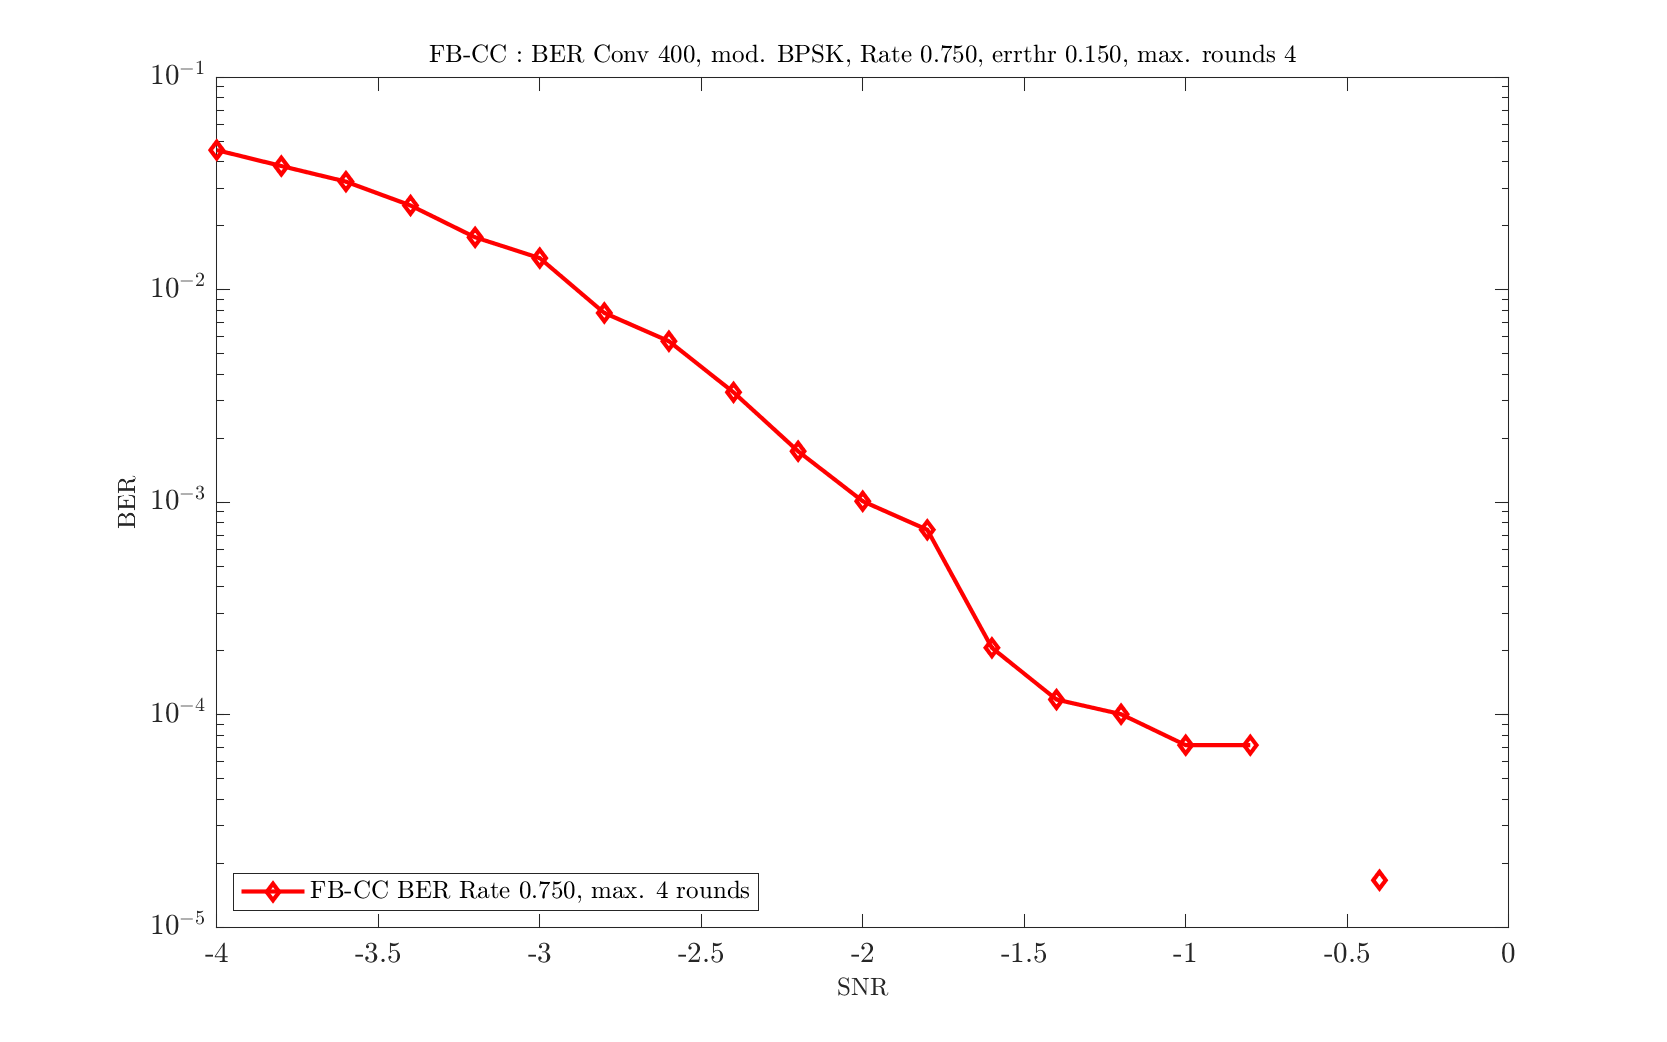 FB-CC : BER Conv 400, mod. BPSK, Rate 0.750, errthr 0.150, max. rounds 4
10^{-1}
10^{-2}
10^{-3}
10^{-4}
10^{-5}
BER
FB-CC BER Rate 0.750, max. 4 rounds
-4 -3.5 -3 -2.5 -2 -1.5 -1 -0.5 0
SNR